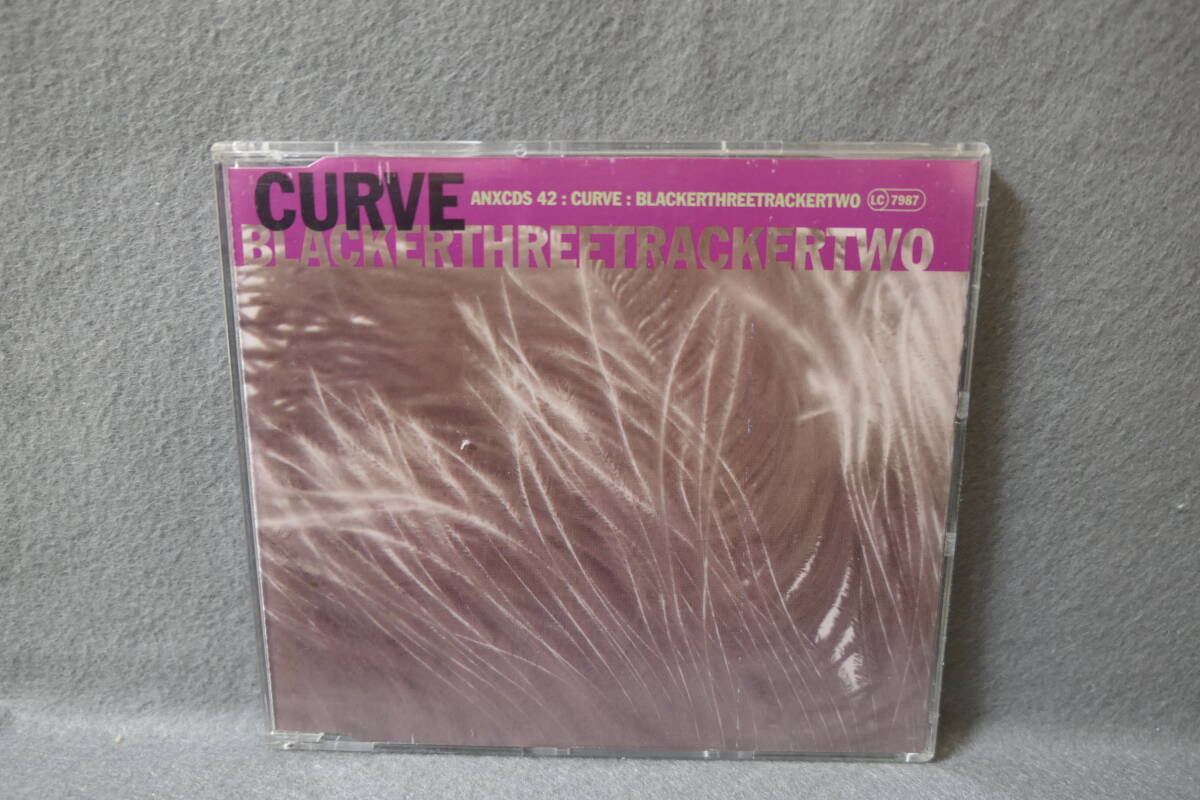 CURVE
ANXCDS 42 : CURVE : BLACKERTHREETRACKERTWO LC 7987
BLACKERTHREETRACKERTWO